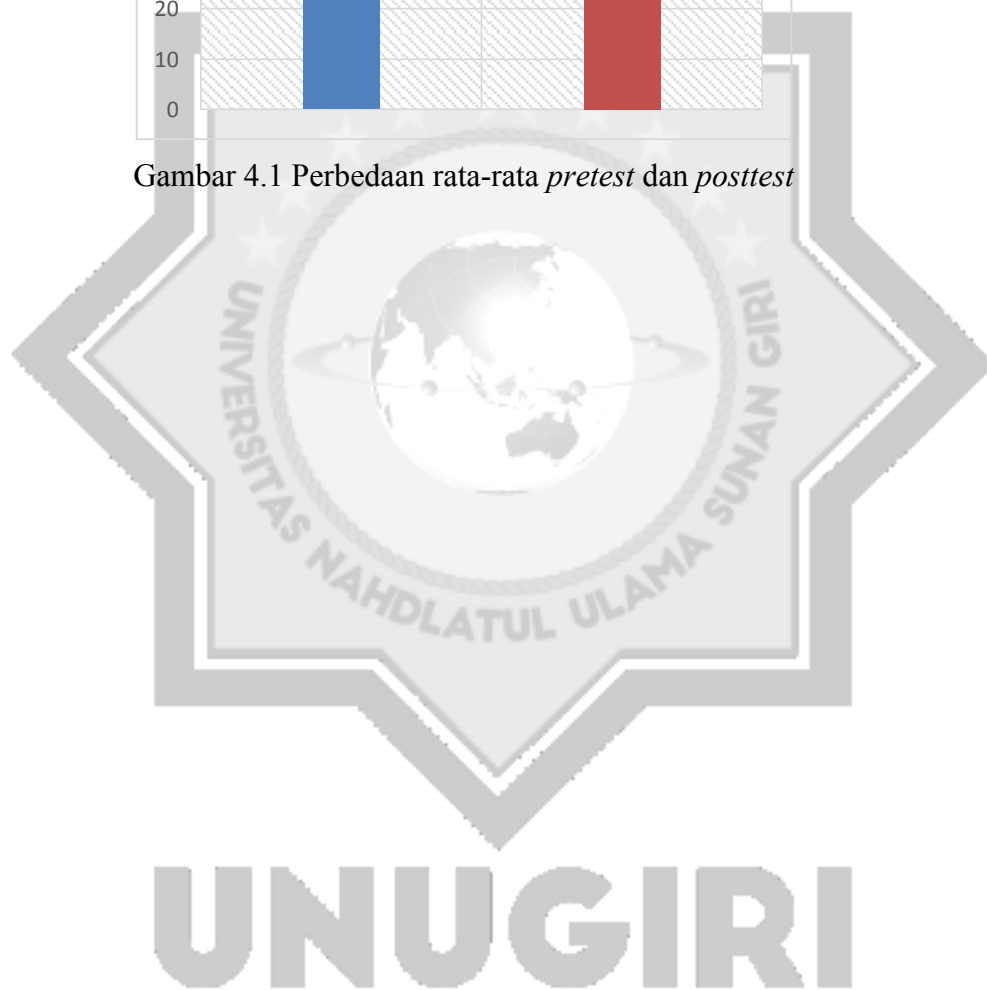 20
10
0
Gambar 4.1 Perbedaan rata-rata pretest dan posttest
UNIVERSITAS NAHDLATUL ULAMA SUNAN GIRI
UNUGIRI